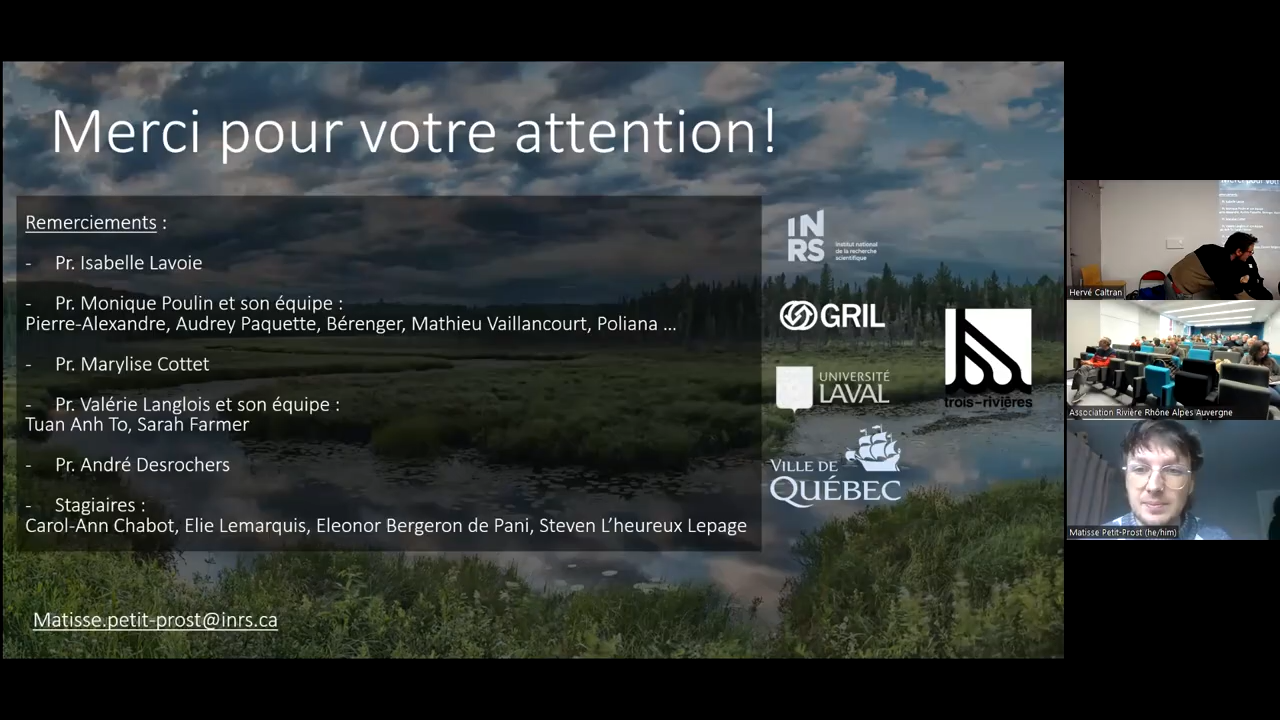 Merci pour votre attention!
Remerciements :
- Pr. Isabelle Lavoie
- Pr. Monique Poulin et son équipe :
Pierre-Alexandre, Audrey Paquette, Bérenger, Mathieu Vaillancourt, Poliana ...
- Pr. Marylise Cottet
- Pr. Valérie Langlois et son équipe :
Tuan Anh To, Sarah Farmer
- Pr. André Desrochers
- Stagiaires :
Carol-Ann Chabot, Elie Lemarquis, Eleonor Bergeron de Pani, Steven L'heureux Lepage
Matisse.petit-prost@inrs.ca
INRS
Institut national
de la recherche
scientifique
GRIL
UNIVERSITÉ
LAVAL
trois-rivières
VILLE DE
QUÉBEC
Hervé Caltran
Association Rivière Rhône Alpes Auvergne
Matisse Petit-Prost (he/him)